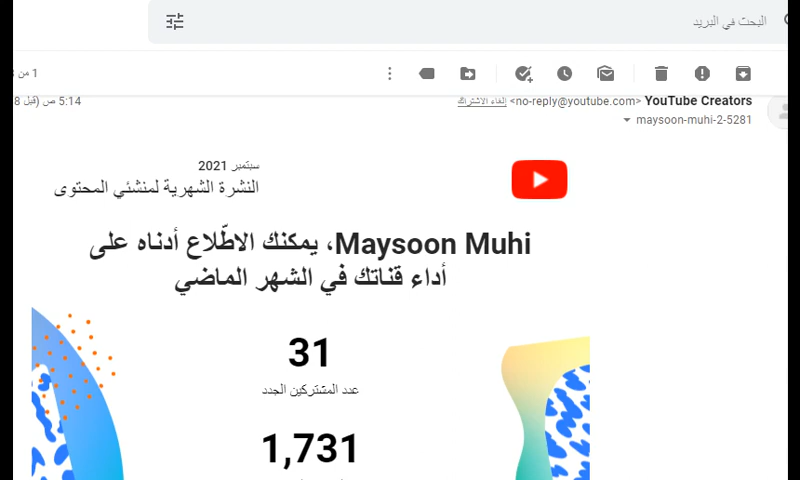 البحث في البريد
1 من
YouTube Creators <no-reply@youtube.com> إلغاء الاشتراك
5:14 ص (قبل 8
maysoon-muhi-2-5281
سبتمبر 2021
النشرة الشهرية لمنشئي المحتوى
Maysoon Muhi، يمكنك الاطّلاع أدناه على
أداء قناتك في الشهر الماضي
31
عدد المشتركين الجدد
1,731